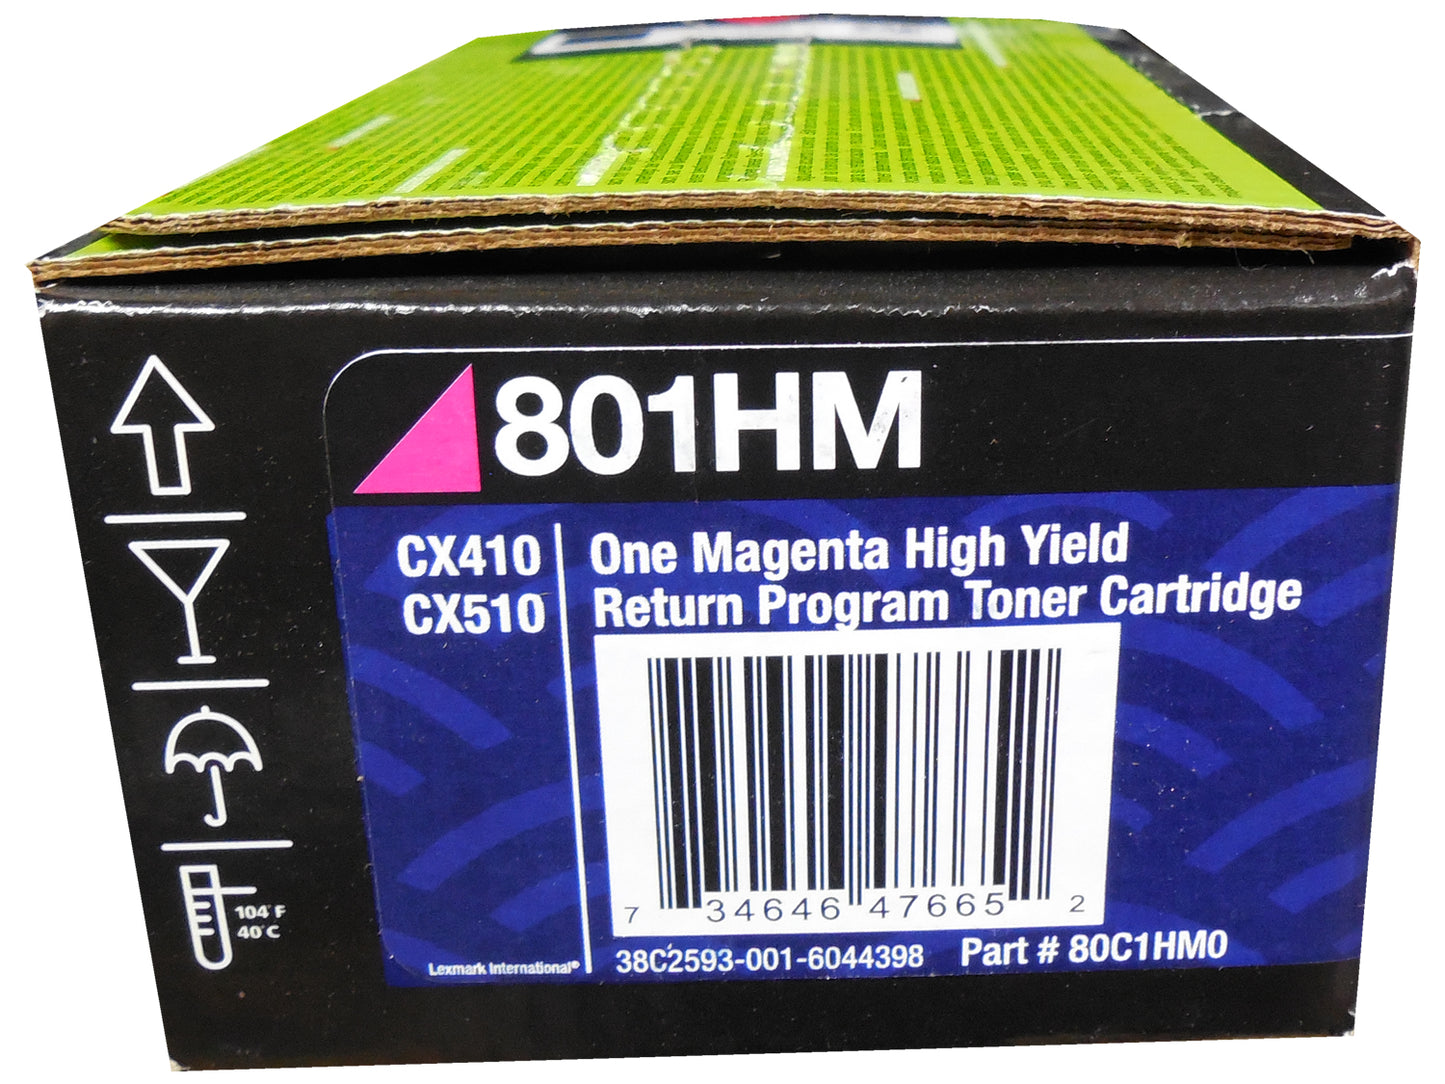 801HM
CX410
CX510
One Magenta High Yield
Return Program Toner Cartridge
7 34646 47665 2
38C2593-001-6044398 Part # 80C1HM0
Lexmark International®
104°F
40°C